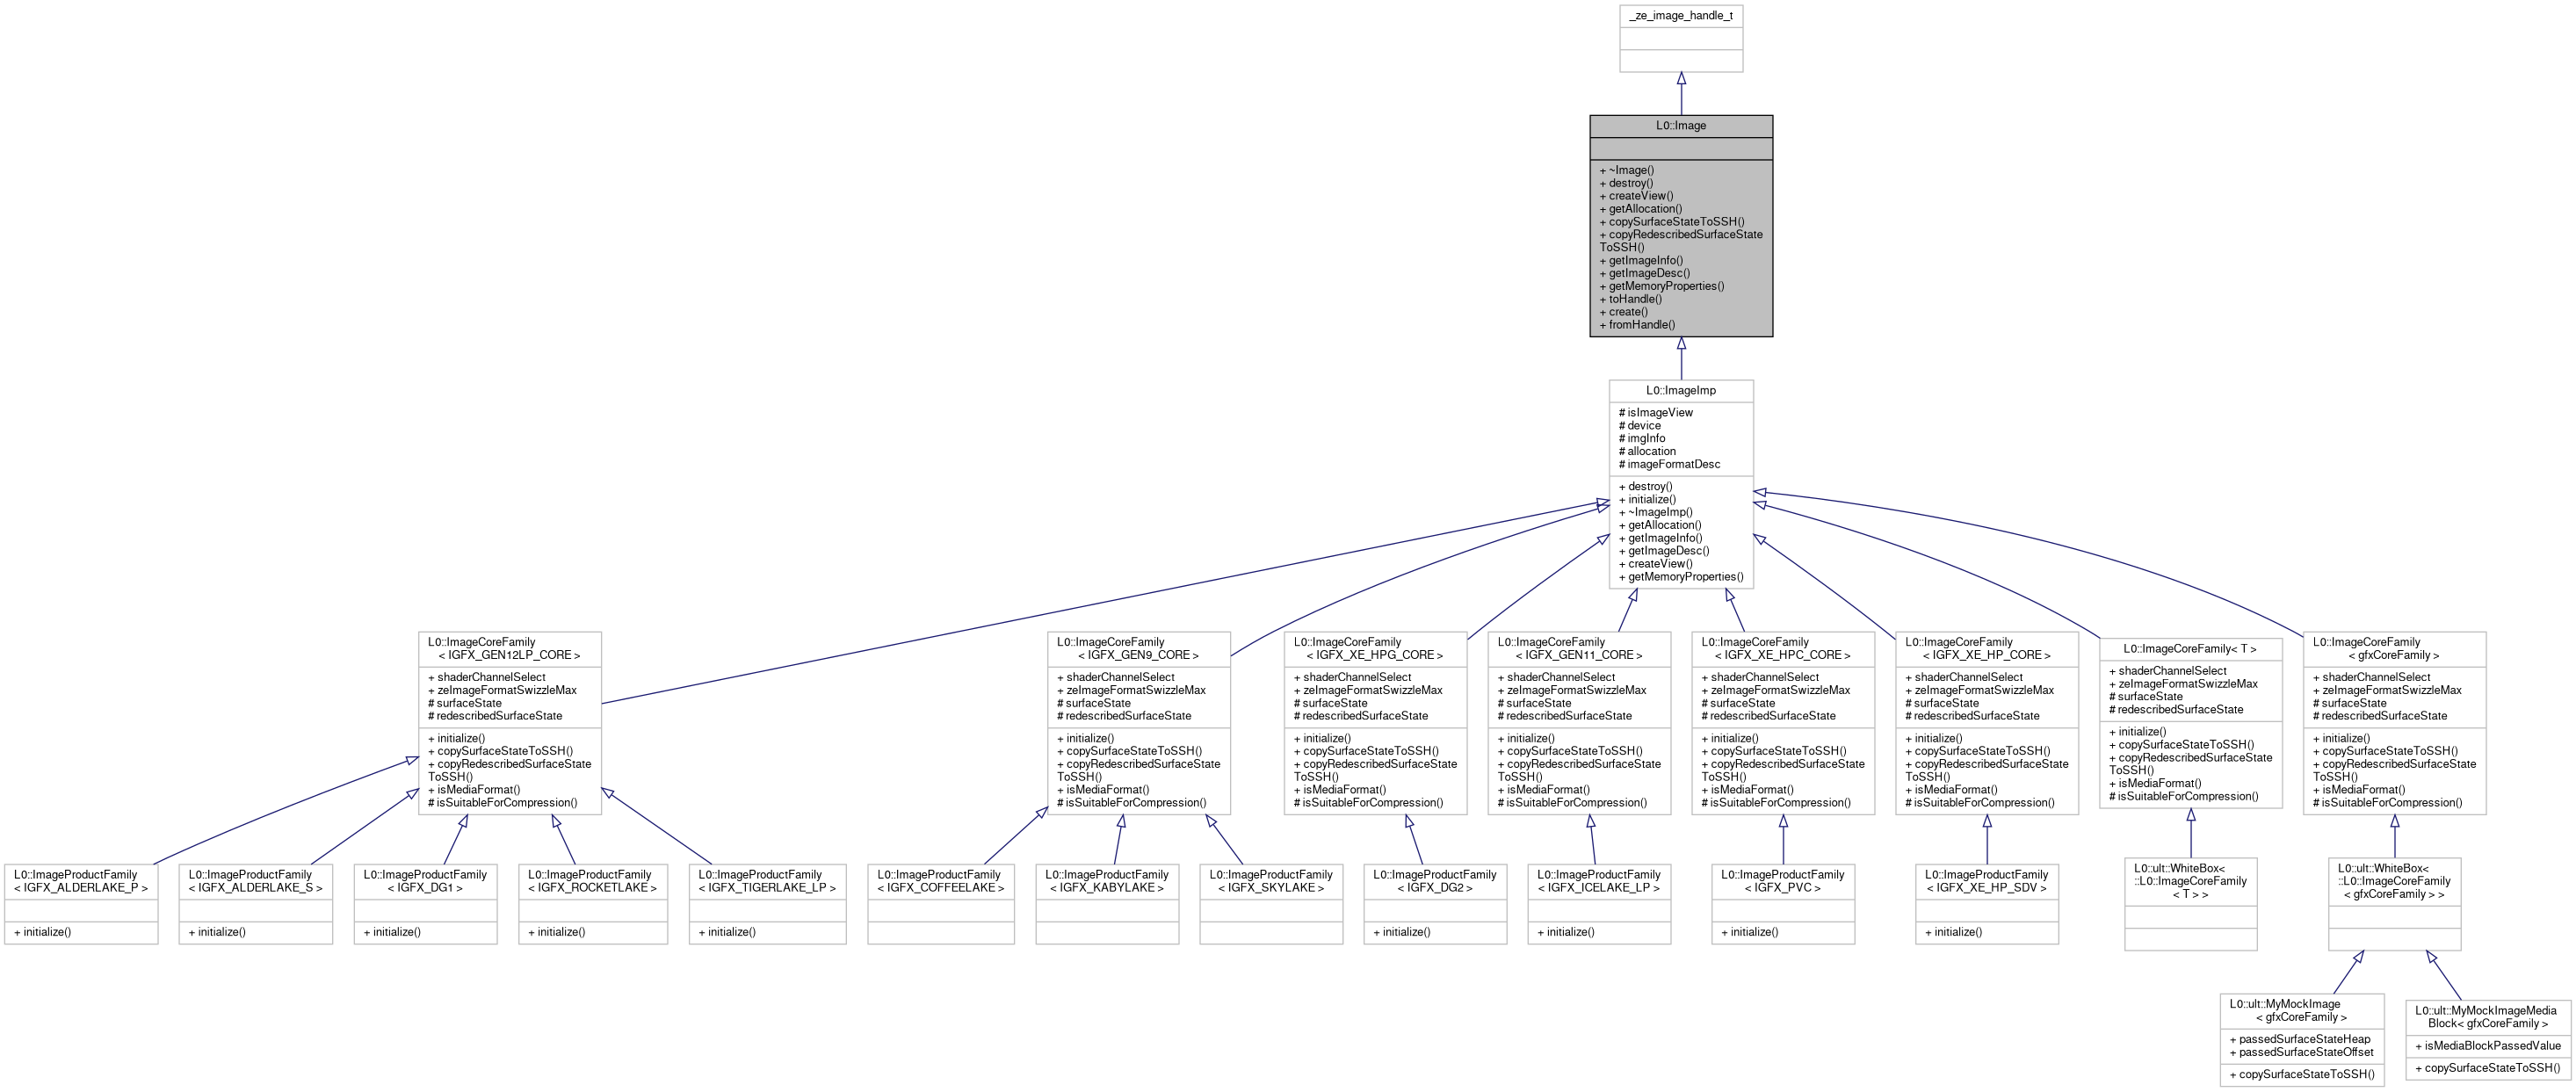 _ze_image_handle_t
L0::Image
+ ~Image()
+ destroy()
+ createView()
+ getAllocation()
+ copySurfaceStateToSSH()
+ copyRedescribedSurfaceState
ToSSH()
+ getImageInfo()
+ getImageDesc()
+ getMemoryProperties()
+ toHandle()
+ create()
+ fromHandle()
L0::ImageImp
# isImageView
# device
# imgInfo
# allocation
# imageFormatDesc
+ destroy()
+ initialize()
+ ~ImageImp()
+ getAllocation()
+ getImageInfo()
+ getImageDesc()
+ createView()
+ getMemoryProperties()
L0::ImageCoreFamily
< IGFX_GEN12LP_CORE >
+ shaderChannelSelect
+ zeImageFormatSwizzleMax
# surfaceState
# redescribedSurfaceState
+ initialize()
+ copySurfaceStateToSSH()
+ copyRedescribedSurfaceState
ToSSH()
+ isMediaFormat()
# isSuitableForCompression()
L0::ImageCoreFamily
< IGFX_GEN9_CORE >
+ shaderChannelSelect
+ zeImageFormatSwizzleMax
# surfaceState
# redescribedSurfaceState
+ initialize()
+ copySurfaceStateToSSH()
+ copyRedescribedSurfaceState
ToSSH()
+ isMediaFormat()
# isSuitableForCompression()
L0::ImageCoreFamily
< IGFX_XE_HPG_CORE >
+ shaderChannelSelect
+ zeImageFormatSwizzleMax
# surfaceState
# redescribedSurfaceState
+ initialize()
+ copySurfaceStateToSSH()
+ copyRedescribedSurfaceState
ToSSH()
+ isMediaFormat()
# isSuitableForCompression()
L0::ImageCoreFamily
< IGFX_GEN11_CORE >
+ shaderChannelSelect
+ zeImageFormatSwizzleMax
# surfaceState
# redescribedSurfaceState
+ initialize()
+ copySurfaceStateToSSH()
+ copyRedescribedSurfaceState
ToSSH()
+ isMediaFormat()
# isSuitableForCompression()
L0::ImageCoreFamily
< IGFX_XE_HPC_CORE >
+ shaderChannelSelect
+ zeImageFormatSwizzleMax
# surfaceState
# redescribedSurfaceState
+ initialize()
+ copySurfaceStateToSSH()
+ copyRedescribedSurfaceState
ToSSH()
+ isMediaFormat()
# isSuitableForCompression()
L0::ImageCoreFamily
< IGFX_XE_HP_CORE >
+ shaderChannelSelect
+ zeImageFormatSwizzleMax
# surfaceState
# redescribedSurfaceState
+ initialize()
+ copySurfaceStateToSSH()
+ copyRedescribedSurfaceState
ToSSH()
+ isMediaFormat()
# isSuitableForCompression()
L0::ImageCoreFamily< T >
+ shaderChannelSelect
+ zeImageFormatSwizzleMax
# surfaceState
# redescribedSurfaceState
+ initialize()
+ copySurfaceStateToSSH()
+ copyRedescribedSurfaceState
ToSSH()
+ isMediaFormat()
# isSuitableForCompression()
L0::ImageCoreFamily
< gfxCoreFamily >
+ shaderChannelSelect
+ zeImageFormatSwizzleMax
# surfaceState
# redescribedSurfaceState
+ initialize()
+ copySurfaceStateToSSH()
+ copyRedescribedSurfaceState
ToSSH()
+ isMediaFormat()
# isSuitableForCompression()
L0::ImageProductFamily
< IGFX_ALDERLAKE_P >
+ initialize()
L0::ImageProductFamily
< IGFX_ALDERLAKE_S >
+ initialize()
L0::ImageProductFamily
< IGFX_DG1 >
+ initialize()
L0::ImageProductFamily
< IGFX_ROCKETLAKE >
+ initialize()
L0::ImageProductFamily
< IGFX_TIGERLAKE_LP >
+ initialize()
L0::ImageProductFamily
< IGFX_COFFEELAKE >
L0::ImageProductFamily
< IGFX_KABYLAKE >
L0::ImageProductFamily
< IGFX_SKYLAKE >
L0::ImageProductFamily
< IGFX_DG2 >
+ initialize()
L0::ImageProductFamily
< IGFX_ICELAKE_LP >
+ initialize()
L0::ImageProductFamily
< IGFX_PVC >
+ initialize()
L0::ImageProductFamily
< IGFX_XE_HP_SDV >
+ initialize()
L0::ult::WhiteBox<
::L0::ImageCoreFamily
< T > >
L0::ult::WhiteBox<
::L0::ImageCoreFamily
< gfxCoreFamily > >
L0::ult::MyMockImage
< gfxCoreFamily >
+ passedSurfaceStateHeap
+ passedSurfaceStateOffset
+ copySurfaceStateToSSH()
L0::ult::MyMockImageMedia
Block< gfxCoreFamily >
+ isMediaBlockPassedValue
+ copySurfaceStateToSSH()